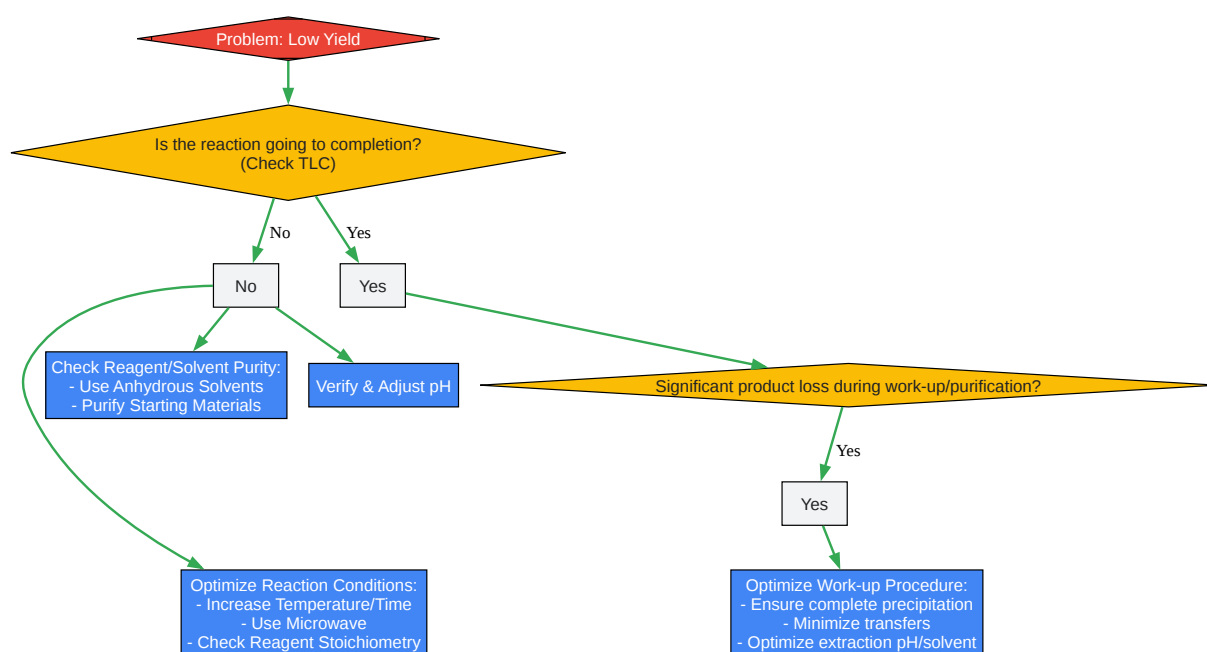 Problem: Low Yield
Is the reaction going to completion?
(Check TLC)
No
Yes
No
Yes
Check Reagent/Solvent Purity:
- Use Anhydrous Solvents
- Purify Starting Materials
Verify & Adjust pH
Significant product loss during work-up/purification?
Yes
Yes
Optimize Reaction Conditions:
- Increase Temperature/Time
- Use Microwave
- Check Reagent Stoichiometry
Optimize Work-up Procedure:
- Ensure complete precipitation
- Minimize transfers
- Optimize extraction pH/solvent